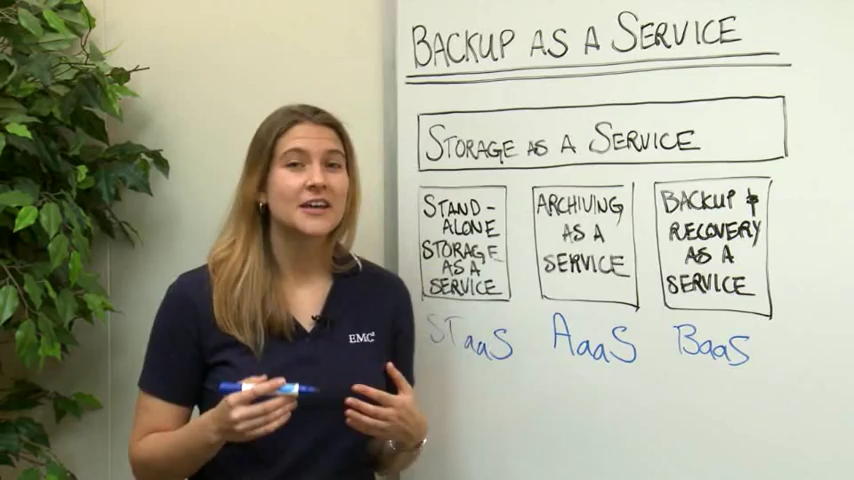 BACKUP AS A SERVICE
STORAGE AS A SERVICE
STAND-
ALONE
STORAGE
AS A
SERVICE
ARCHIVING
AS A
SERVICE
BACKUP &
RECOVERY
AS A
SERVICE
STaaS
AaaS
BaaS
EMC²